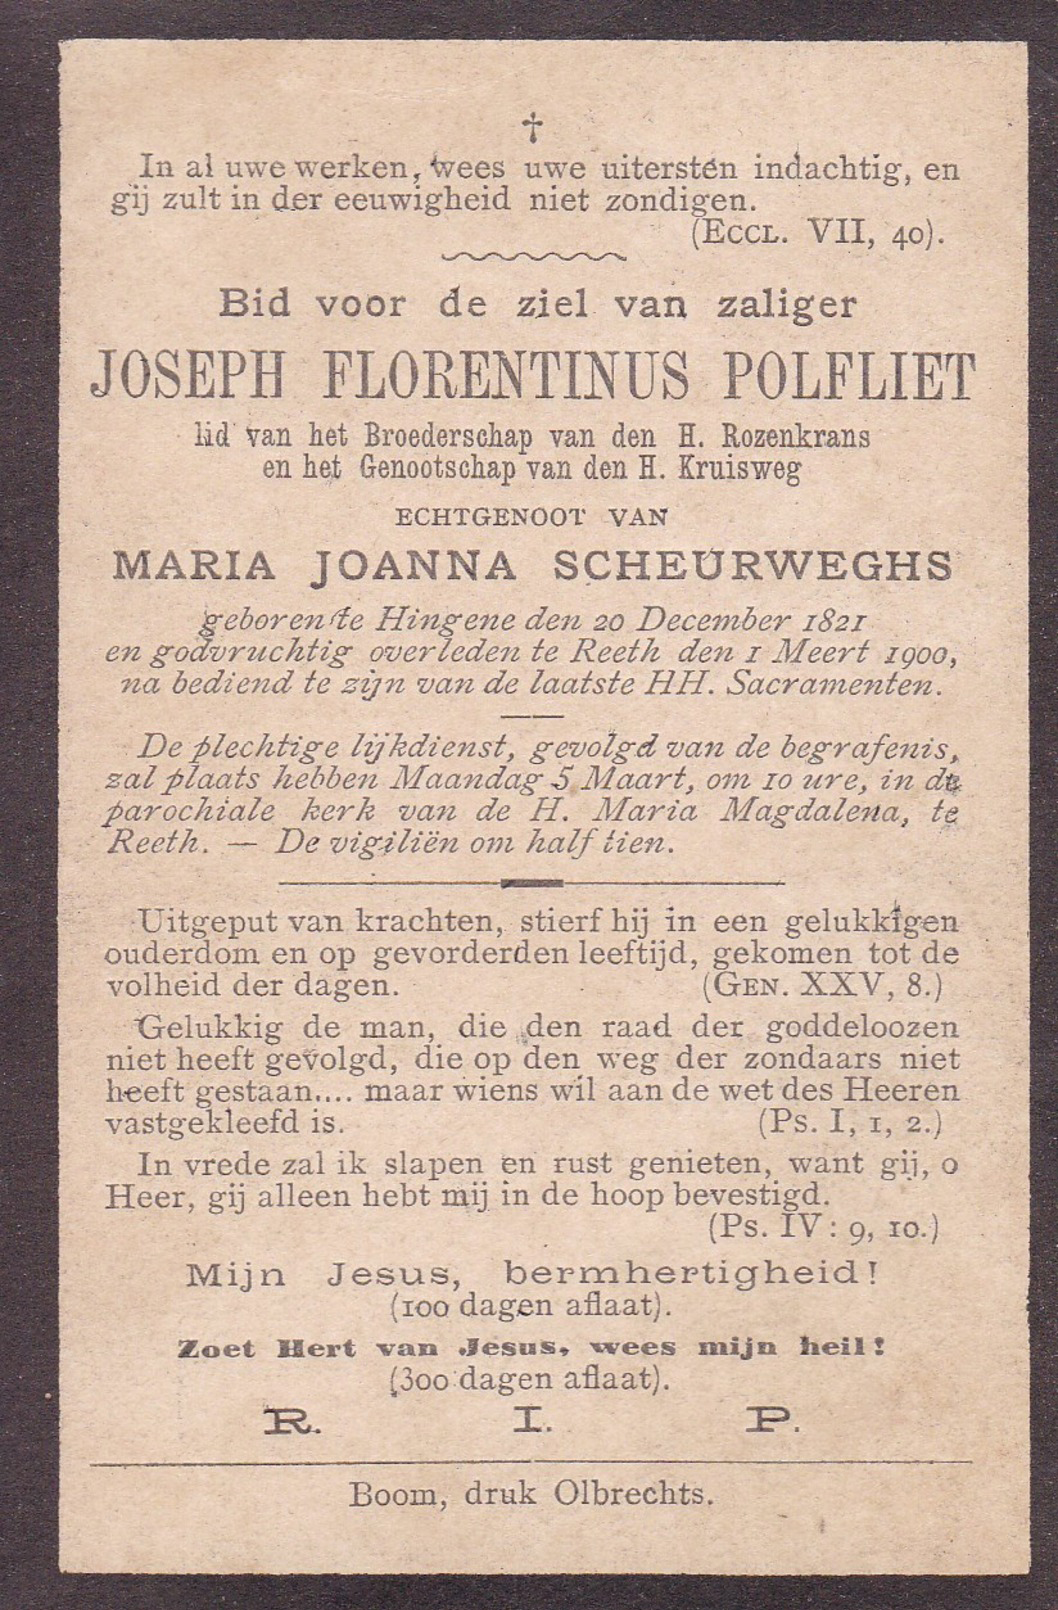 †
In al uwe werken, wees uwe uitersten indachtig, en
gij zult in der eeuwigheid niet zondigen.
(Eccl. VII, 40).
Bid voor de ziel van zaliger
JOSEPH FLORENTINUS POLFLIET
lid van het Broederschap van den H. Rozenkrans
en het Genootschap van den H. Kruisweg
ECHTGENOOT VAN
MARIA JOANNA SCHEURWEGHS
geboren te Hingene den 20 December 1821
en godvruchtig overleden te Reeth den 1 Meert 1900,
na bediend te zijn van de laatste HH. Sacramenten.
De plechtige lijkdienst, gevolgd van de begrafenis,
zal plaats hebben Maandag 5 Maart, om 10 ure, in de
parochiale kerk van de H. Maria Magdalena, te
Reeth. — De vigiliën om half tien.
Uitgeput van krachten, stierf hij in een gelukkigen
ouderdom en op gevorderden leeftijd, gekomen tot de
volheid der dagen. (Gen. XXV, 8.)
Gelukkig de man, die den raad der goddeloozen
niet heeft gevolgd, die op den weg der zondaars niet
heeft gestaan.... maar wiens wil aan de wet des Heeren
vastgekleefd is. (Ps. I, 1, 2.)
In vrede zal ik slapen en rust genieten, want gij, o
Heer, gij alleen hebt mij in de hoop bevestigd.
(Ps. IV : 9, 10.)
Mijn Jesus, bermhertigheid!
(100 dagen aflaat).
Zoet Hert van Jesus, wees mijn heil!
(300 dagen aflaat).
R. I. P.
Boom, druk Olbrechts.